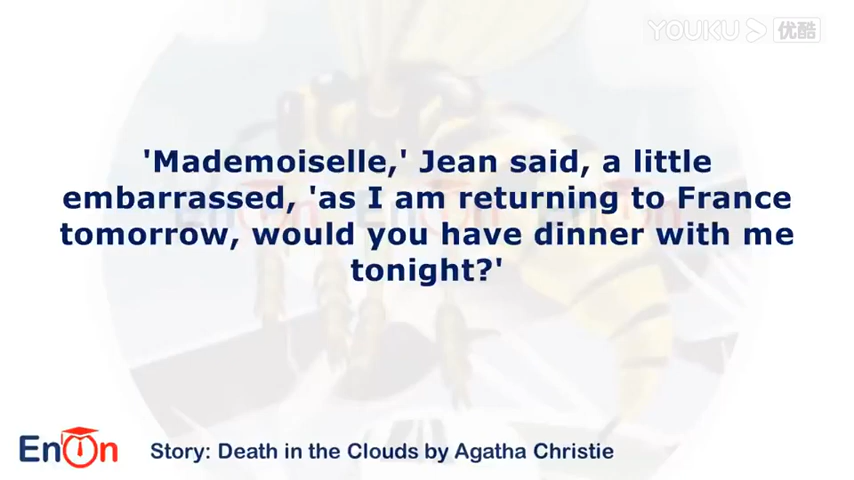 YOUKU 优酷
'Mademoiselle,' Jean said, a little
embarrassed, 'as I am returning to France
tomorrow, would you have dinner with me
tonight?'
EnOn
Story: Death in the Clouds by Agatha Christie